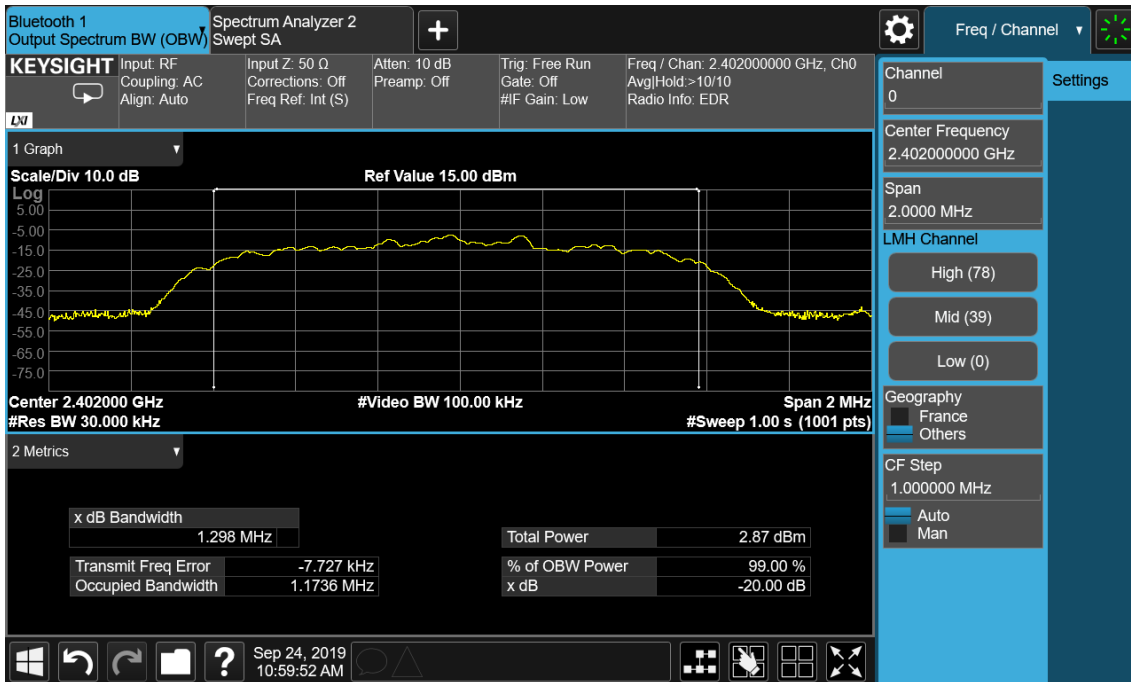 Bluetooth 1
Output Spectrum BW (OBW)
Spectrum Analyzer 2
Swept SA
Freq / Channel
KEYSIGHT
LXI
Input: RF
Coupling: AC
Align: Auto
Input Z: 50 Ω
Corrections: Off
Freq Ref: Int (S)
Atten: 10 dB
Preamp: Off
Trig: Free Run
Gate: Off
#IF Gain: Low
Freq / Chan: 2.402000000 GHz, Ch0
Avg|Hold:>10/10
Radio Info: EDR
1 Graph
Scale/Div 10.0 dB
Ref Value 15.00 dBm
Log
5.00
-5.00
-15.0
-25.0
-35.0
-45.0
-55.0
-65.0
-75.0
Center 2.402000 GHz
#Video BW 100.00 kHz
Span 2 MHz
#Res BW 30.000 kHz
#Sweep 1.00 s (1001 pts)
2 Metrics
x dB Bandwidth
1.298 MHz
Total Power 2.87 dBm
Transmit Freq Error -7.727 kHz
% of OBW Power 99.00 %
Occupied Bandwidth 1.1736 MHz
x dB -20.00 dB
Sep 24, 2019
10:59:52 AM
Channel
0
Center Frequency
2.402000000 GHz
Span
2.0000 MHz
LMH Channel
High (78)
Mid (39)
Low (0)
Geography
France
Others
CF Step
1.000000 MHz
Auto
Man
Settings